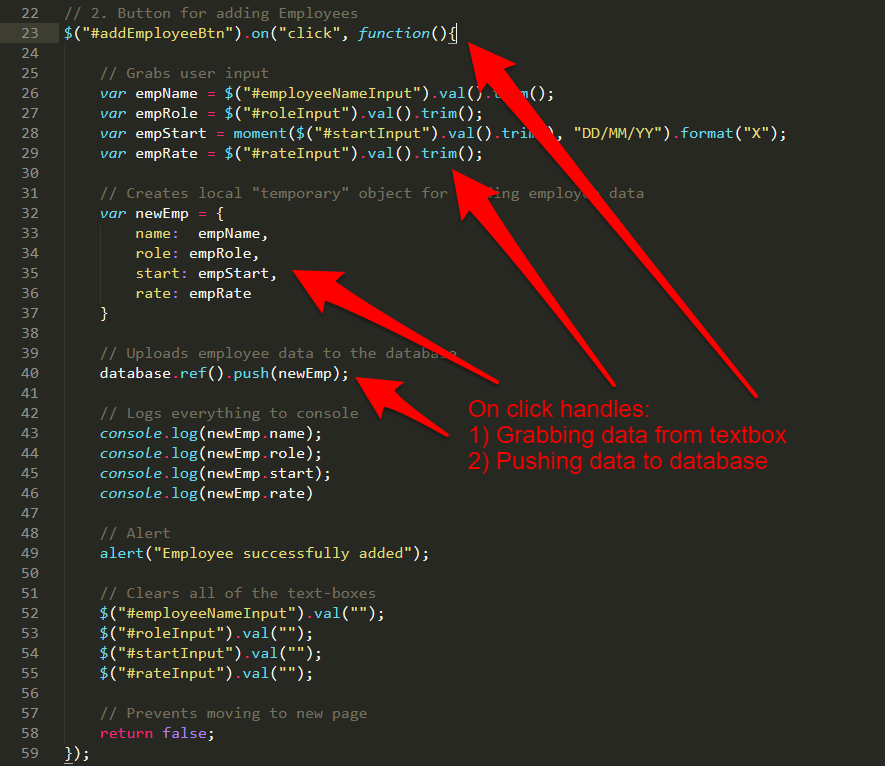 22 // 2. Button for adding Employees
23 $("#addEmployeeBtn").on("click", function(){
24
25 // Grabs user input
26 var empName = $("#employeeNameInput").val().trim();
27 var empRole = $("#roleInput").val().trim();
28 var empStart = moment($("#startInput").val().trim(), "DD/MM/YY").format("X");
29 var empRate = $("#rateInput").val().trim();
30
31 // Creates local "temporary" object for holding employee data
32 var newEmp = {
33 name:  empName,
34 role: empRole,
35 start: empStart,
36 rate: empRate
37 }
38
39 // Uploads employee data to the database
40 database.ref().push(newEmp);
41
42 // Logs everything to console
43 console.log(newEmp.name);
44 console.log(newEmp.role);
45 console.log(newEmp.start);
46 console.log(newEmp.rate)
47
48 // Alert
49 alert("Employee successfully added");
50
51 // Clears all of the text-boxes
52 $("#employeeNameInput").val("");
53 $("#roleInput").val("");
54 $("#startInput").val("");
55 $("#rateInput").val("");
56
57 // Prevents moving to new page
58 return false;
59 });
On click handles:
1) Grabbing data from textbox
2) Pushing data to database